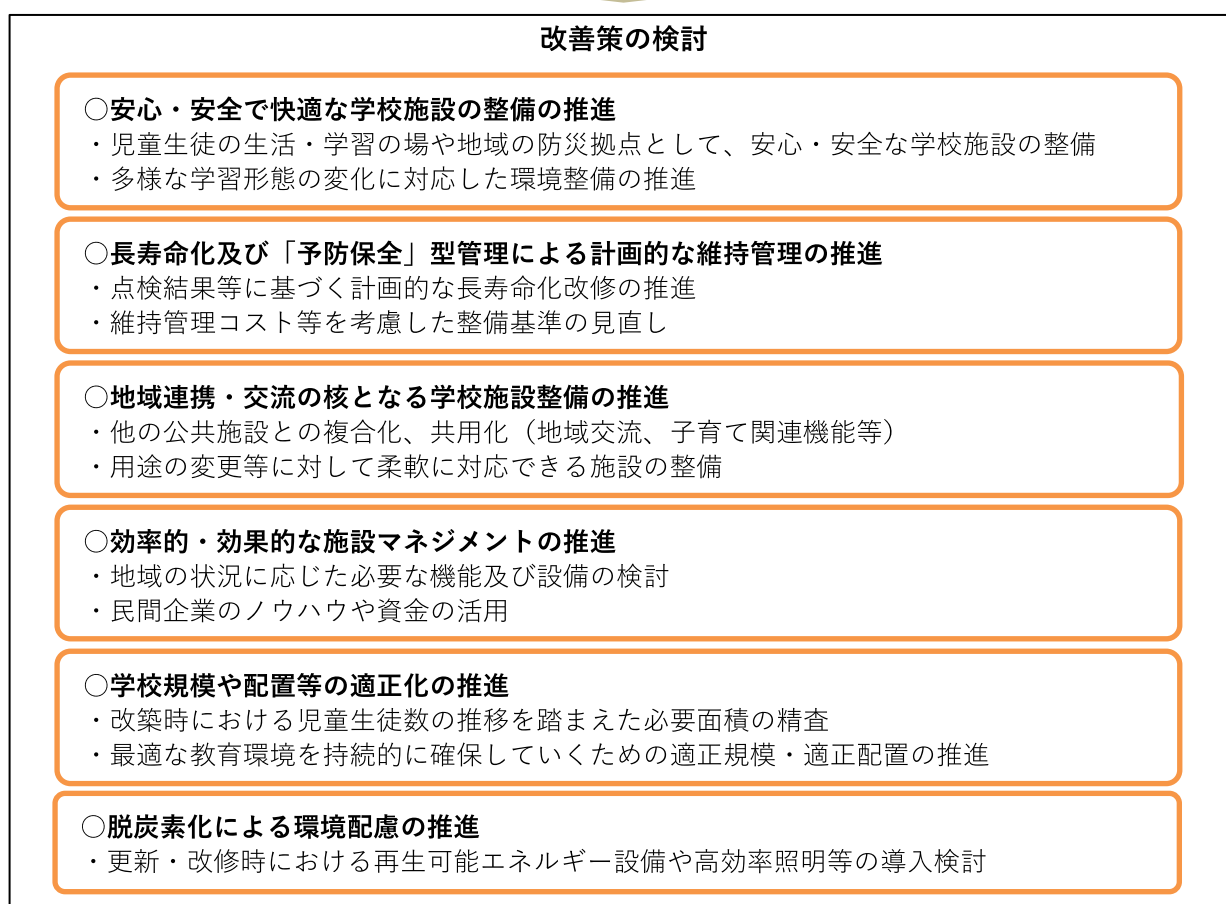 改善策の検討
○安心・安全で快適な学校施設の整備の推進
・児童生徒の生活・学習の場や地域の防災拠点として、安心・安全な学校施設の整備
・多様な学習形態の変化に対応した環境整備の推進
○長寿命化及び「予防保全」型管理による計画的な維持管理の推進
・点検結果等に基づく計画的な長寿命化改修の推進
・維持管理コスト等を考慮した整備基準の見直し
○地域連携・交流の核となる学校施設整備の推進
・他の公共施設との複合化、共用化（地域交流、子育て関連機能等）
・用途の変更等に対して柔軟に対応できる施設の整備
○効率的・効果的な施設マネジメントの推進
・地域の状況に応じた必要な機能及び設備の検討
・民間企業のノウハウや資金の活用
○学校規模や配置等の適正化の推進
・改築時における児童生徒数の推移を踏まえた必要面積の精査
・最適な教育環境を持続的に確保していくための適正規模・適正配置の推進
○脱炭素化による環境配慮の推進
・更新・改修時における再生可能エネルギー設備や高効率照明等の導入検討